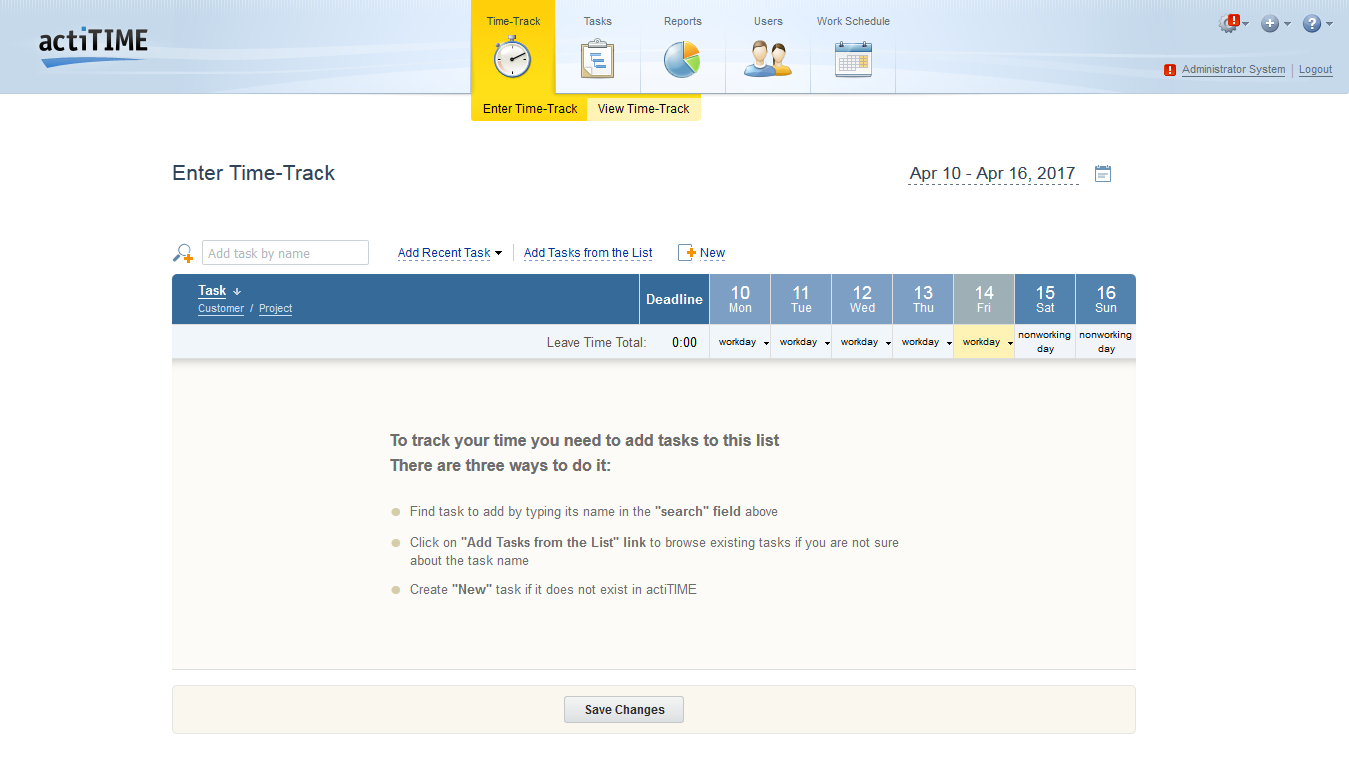 actiTIME
Time-Track
Tasks
Reports
Users
Work Schedule
Administrator System
Logout
Enter Time-Track
View Time-Track
Enter Time-Track
Apr 10 - Apr 16, 2017
Add task by name
Add Recent Task
Add Tasks from the List
New
Task
Customer / Project
Deadline
10
Mon
11
Tue
12
Wed
13
Thu
14
Fri
15
Sat
16
Sun
Leave Time Total: 0:00
workday
workday
workday
workday
workday
nonworking
day
nonworking
day
To track your time you need to add tasks to this list
There are three ways to do it:
Find task to add by typing its name in the "search" field above
Click on "Add Tasks from the List" link to browse existing tasks if you are not sure
about the task name
Create "New" task if it does not exist in actiTIME
Save Changes